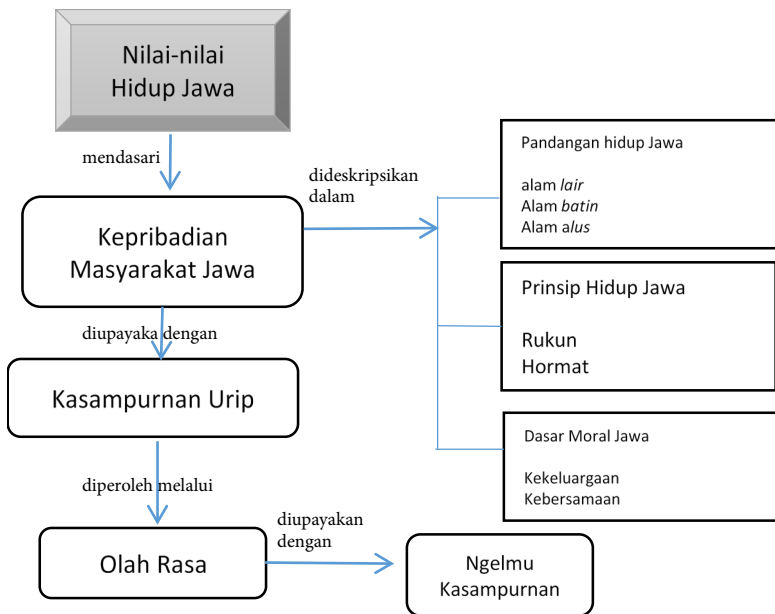 Nilai-nilai
Hidup Jawa
mendasari
Kepribadian
Masyarakat Jawa
dideskripsikan
dalam
Pandangan hidup Jawa
alam lair
Alam batin
Alam alus
Prinsip Hidup Jawa
Rukun
Hormat
Dasar Moral Jawa
Kekeluargaan
Kebersamaan
diupayaka dengan
Kasampurnan Urip
diperoleh melalui
Olah Rasa
diupayakan
dengan
Ngelmu
Kasampurnan